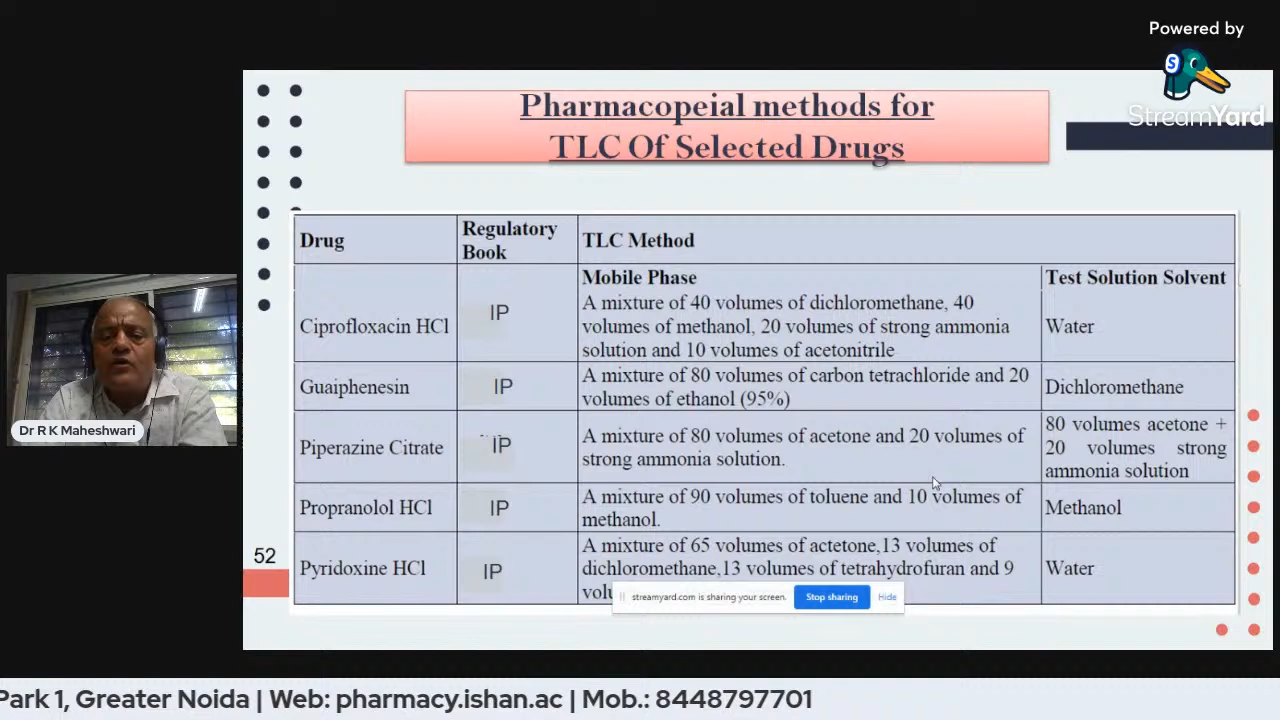 Powered by
StreamYard
Pharmacopeial methods for
TLC Of Selected Drugs
Drug
Regulatory
Book
TLC Method
Mobile Phase
Test Solution Solvent
Ciprofloxacin HCl
IP
A mixture of 40 volumes of dichloromethane, 40
volumes of methanol, 20 volumes of strong ammonia
solution and 10 volumes of acetonitrile
Water
Guaiphenesin
IP
A mixture of 80 volumes of carbon tetrachloride and 20
volumes of ethanol (95%)
Dichloromethane
Piperazine Citrate
IP
A mixture of 80 volumes of acetone and 20 volumes of
strong ammonia solution.
80 volumes acetone +
20 volumes strong
ammonia solution
Propranolol HCl
IP
A mixture of 90 volumes of toluene and 10 volumes of
methanol.
Methanol
Pyridoxine HCl
IP
A mixture of 65 volumes of actetone,13 volumes of
dichloromethane,13 volumes of tetrahydrofuran and 9
Water
52
streamyard.com is sharing your screen.
Stop sharing
Hide
Dr R K Maheshwari
Park 1, Greater Noida | Web: pharmacy.ishan.ac | Mob.: 8448797701